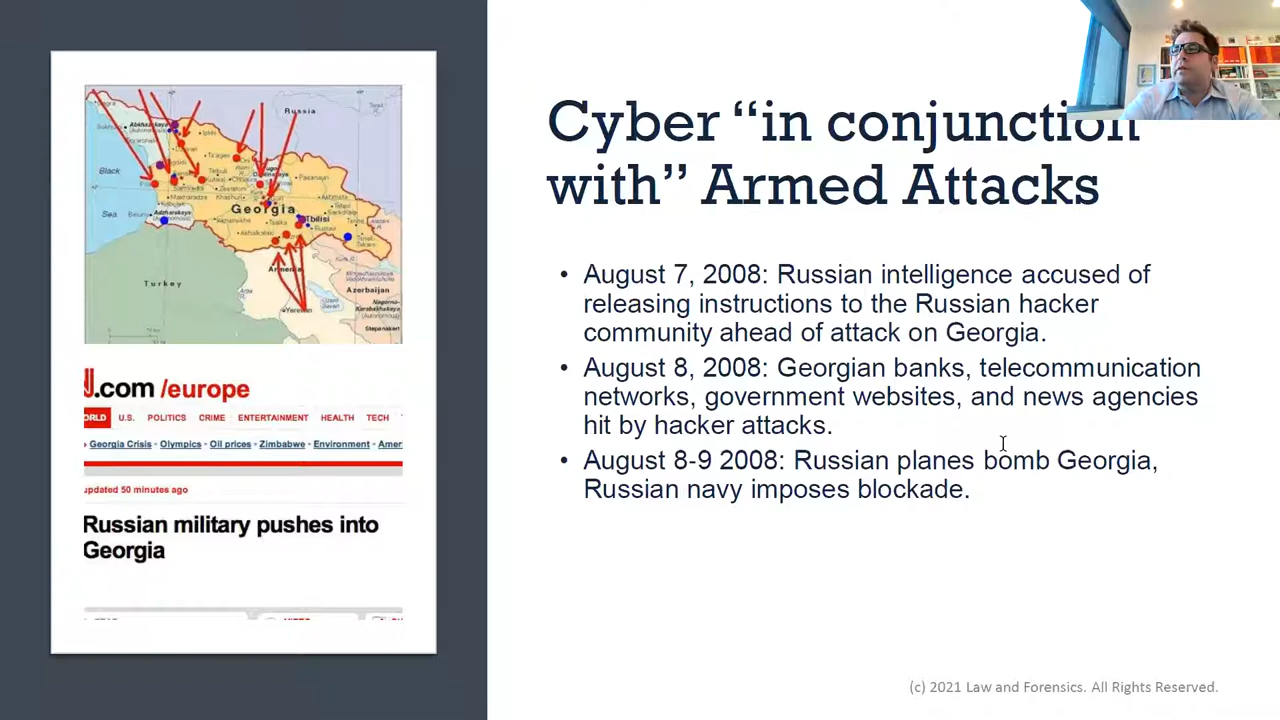 Cyber “in conjunction
with” Armed Attacks
• August 7, 2008: Russian intelligence accused of
releasing instructions to the Russian hacker
community ahead of attack on Georgia.
• August 8, 2008: Georgian banks, telecommunication
networks, government websites, and news agencies
hit by hacker attacks.
• August 8-9 2008: Russian planes bomb Georgia,
Russian navy imposes blockade.
Russia
Black
Sea
Georgia
Tbilisi
Turkey
Armenia
Yerevan
Azerbaijan
Stepanakert
.com /europe
U.S. POLITICS CRIME ENTERTAINMENT HEALTH TECH
Georgia Crisis • Olympics • Oil prices • Zimbabwe • Environment •
updated 50 minutes ago
Russian military pushes into
Georgia
(c) 2021 Law and Forensics. All Rights Reserved.